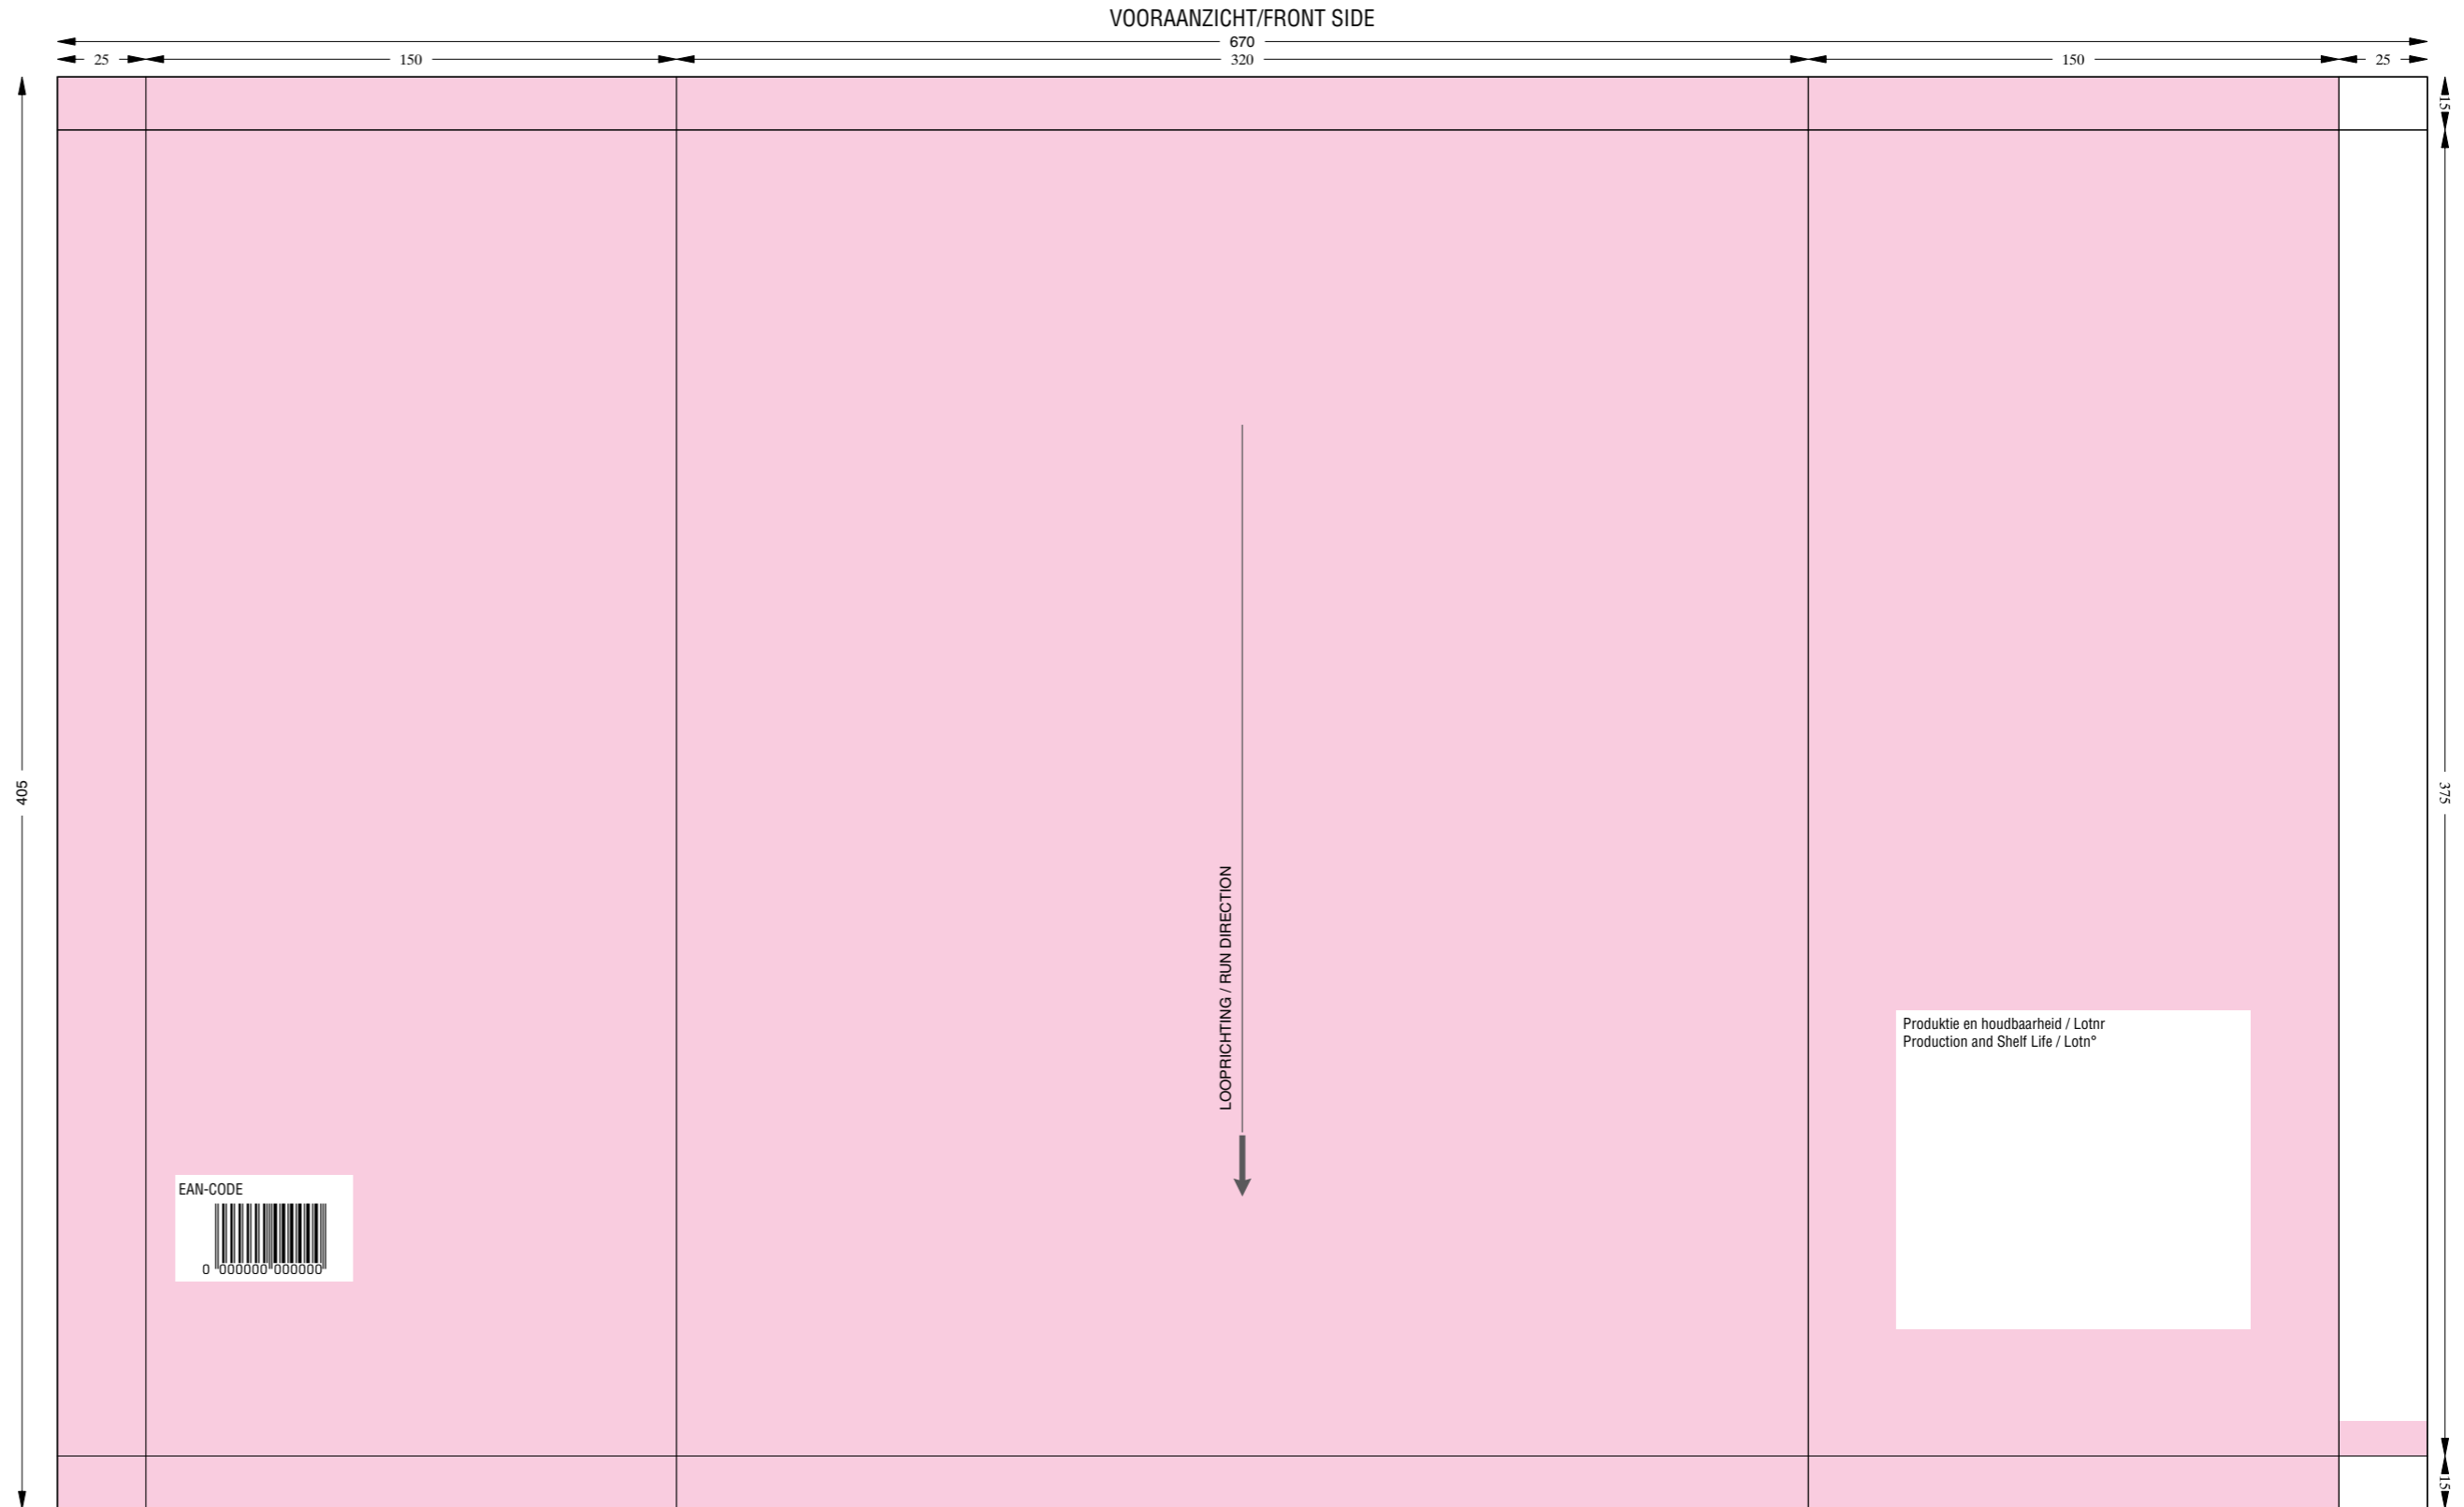 VOORAANZICHT/FRONT SIDE
670
25
150
320
150
25
15
405
375
LOOPRICHTING / RUN DIRECTION
Produktie en houdbaarheid / Lotnr
Production and Shelf Life / Lotn°
EAN-CODE
0 000000 000000
15